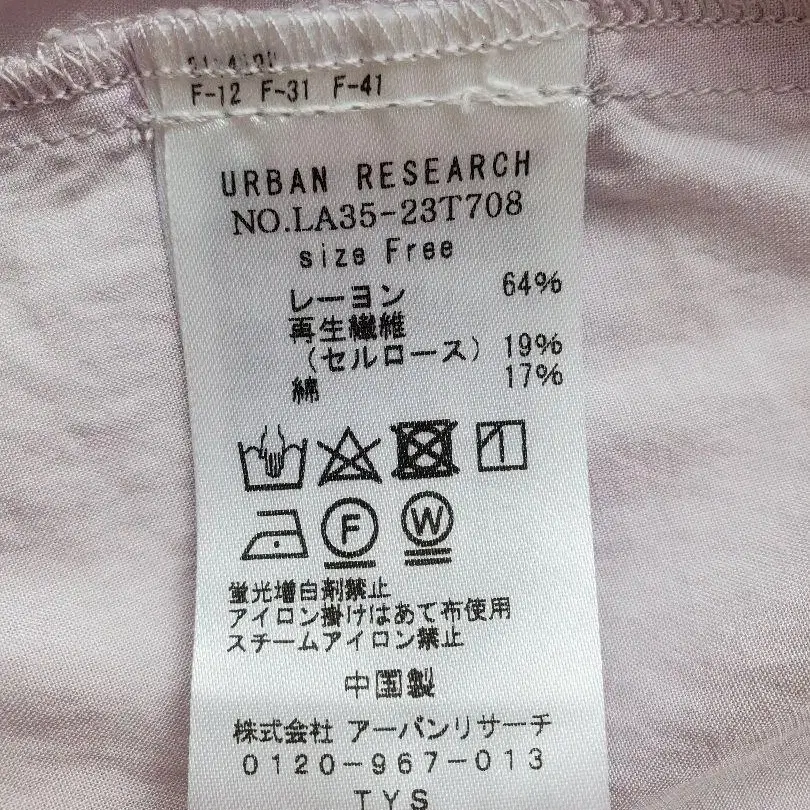 F-12 F-31 F-41
URBAN RESEARCH
NO.LA35-23T708
size Free
レーヨン 64%
再生繊維
(セルロース) 19%
綿 17%
F W
蛍光増白剤禁止
アイロン掛けはあて布使用
スチームアイロン禁止
中国製
株式会社 アーバンリサーチ
0120-967-013
TYS